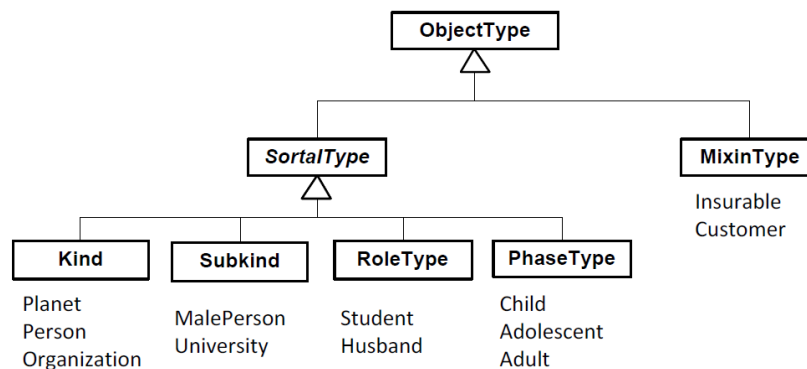 ObjectType
SortalType
MixinType
Insurable
Customer
Kind
Subkind
RoleType
PhaseType
Planet
Person
Organization
MalePerson
University
Student
Husband
Child
Adolescent
Adult